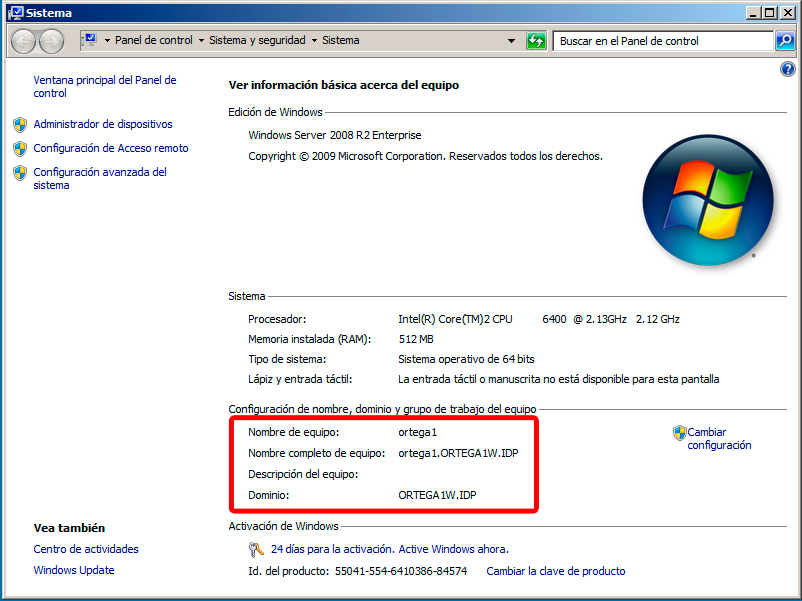 Sistema
Panel de control Sistema y seguridad Sistema
Buscar en el Panel de control
Ventana principal del Panel de
control
Administrador de dispositivos
Configuración de Acceso remoto
Configuración avanzada del
sistema
Vea también
Centro de actividades
Windows Update
Ver información básica acerca del equipo
Edición de Windows
Windows Server 2008 R2 Enterprise
Copyright © 2009 Microsoft Corporation. Reservados todos los derechos.
Sistema
Procesador: Intel(R) Core(TM)2 CPU 6400 @ 2.13GHz 2.12 GHz
Memoria instalada (RAM): 512 MB
Tipo de sistema: Sistema operativo de 64 bits
Lápiz y entrada táctil: La entrada táctil o manuscrita no está disponible para esta pantalla
Configuración de nombre, dominio y grupo de trabajo del equipo
Nombre de equipo: ortega1
Nombre completo de equipo: ortega1.ORTEGA1W.IDP
Descripción del equipo:
Dominio: ORTEGA1W.IDP
Cambiar
configuración
Activación de Windows
24 días para la activación. Active Windows ahora.
Id. del producto: 55041-554-6410386-84574 Cambiar la clave de producto